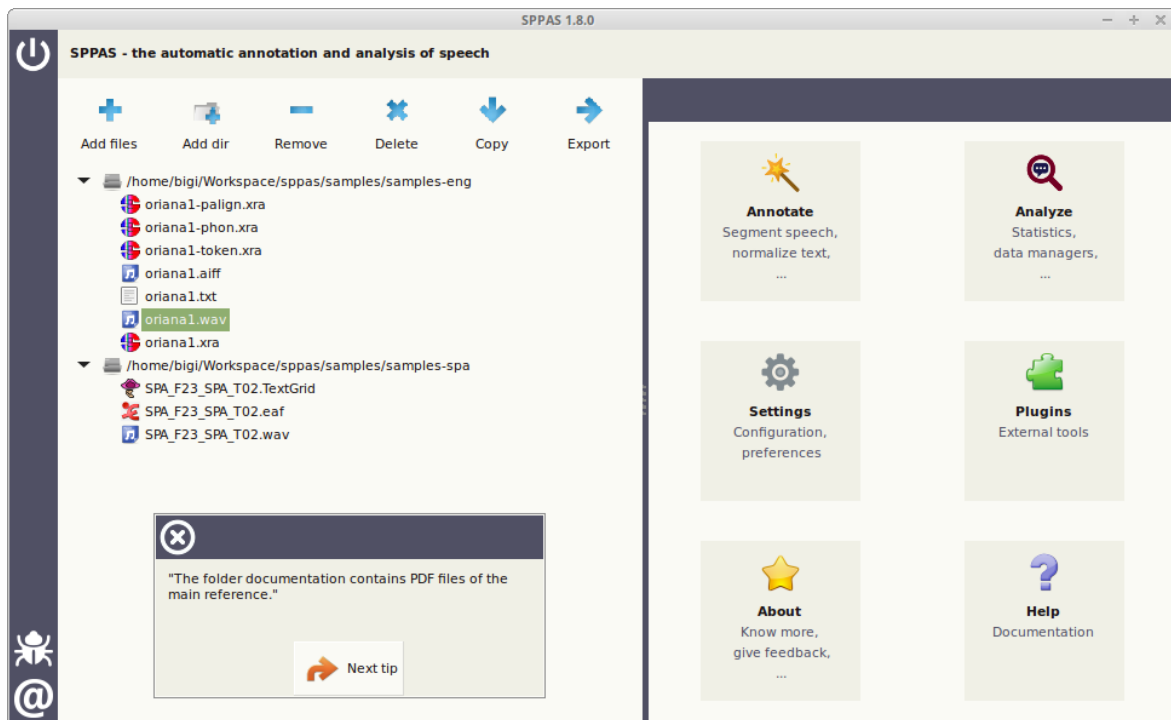 SPPAS 1.8.0
SPPAS - the automatic annotation and analysis of speech
Add files
Add dir
Remove
Delete
Copy
Export
/home/bigi/Workspace/sppas/samples/samples-eng
oriana1-palign.xra
oriana1-phon.xra
oriana1-token.xra
oriana1.aiff
oriana1.txt
oriana1.wav
oriana1.xra
/home/bigi/Workspace/sppas/samples/samples-spa
SPA_F23_SPA_T02.TextGrid
SPA_F23_SPA_T02.eaf
SPA_F23_SPA_T02.wav
"The folder documentation contains PDF files of the
main reference."
Next tip
@
Annotate
Segment speech,
normalize text,
...
Analyze
Statistics,
data managers,
...
Settings
Configuration,
preferences
Plugins
External tools
About
Know more,
give feedback,
...
Help
Documentation